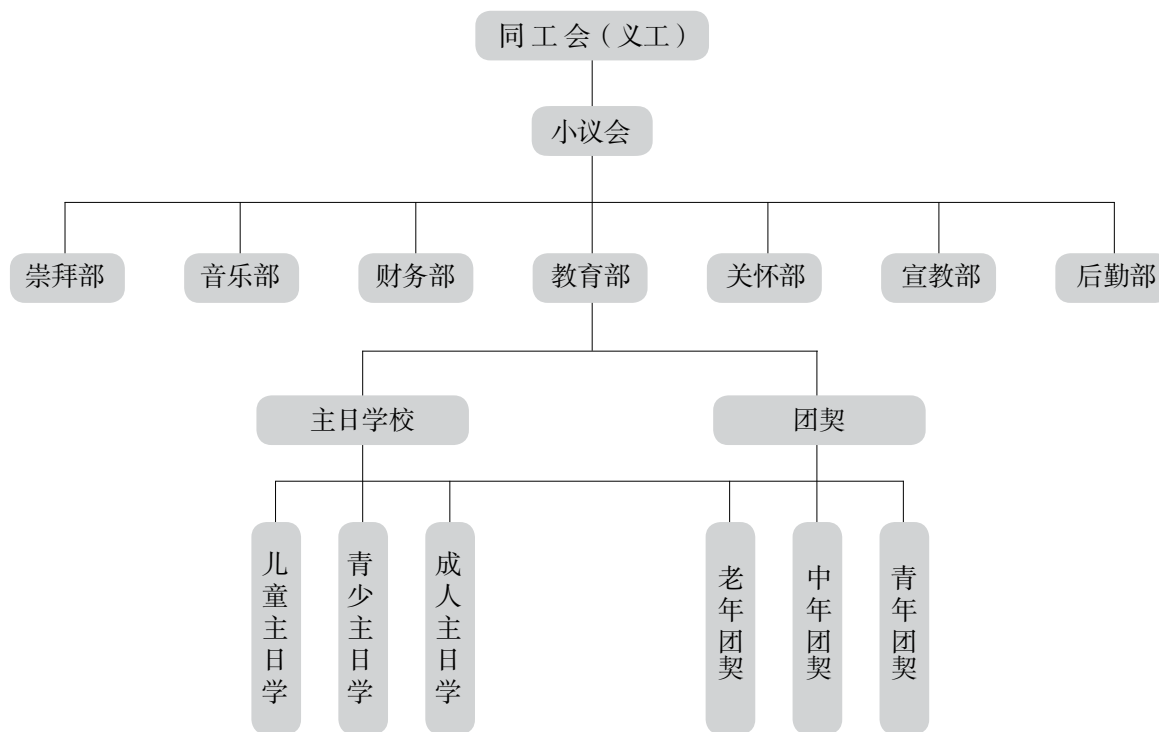 同工会（义工）
小议会
崇拜部
音乐部
财务部
教育部
关怀部
宣教部
后勤部
主日学校
团契
儿童主日学
青少主日学
成人主日学
老年团契
中年团契
青年团契